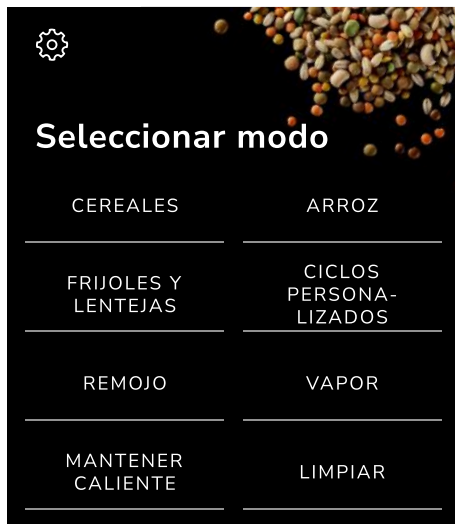 Seleccionar modo
CEREALES
ARROZ
FRIJOLES Y
LENTEJAS
CICLOS
PERSONA-
LIZADOS
REMOJO
VAPOR
MANTENER
CALIENTE
LIMPIAR